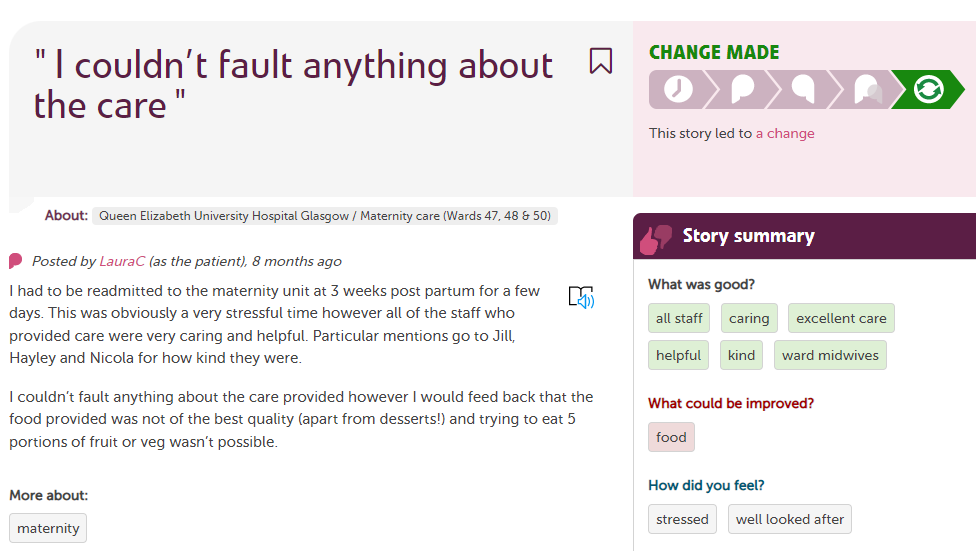 " I couldn’t fault anything about
the care "
CHANGE MADE
This story led to a change
About: Queen Elizabeth University Hospital Glasgow / Maternity care (Wards 47, 48 & 50)
Posted by LauraC (as the patient), 8 months ago
I had to be readmitted to the maternity unit at 3 weeks post partum for a few
days. This was obviously a very stressful time however all of the staff who
provided care were very caring and helpful. Particular mentions go to Jill,
Hayley and Nicola for how kind they were.
I couldn’t fault anything about the care provided however I would feed back that the
food provided was not of the best quality (apart from desserts!) and trying to eat 5
portions of fruit or veg wasn’t possible.
More about:
maternity
Story summary
What was good?
all staff caring excellent care
helpful kind ward midwives
What could be improved?
food
How did you feel?
stressed well looked after